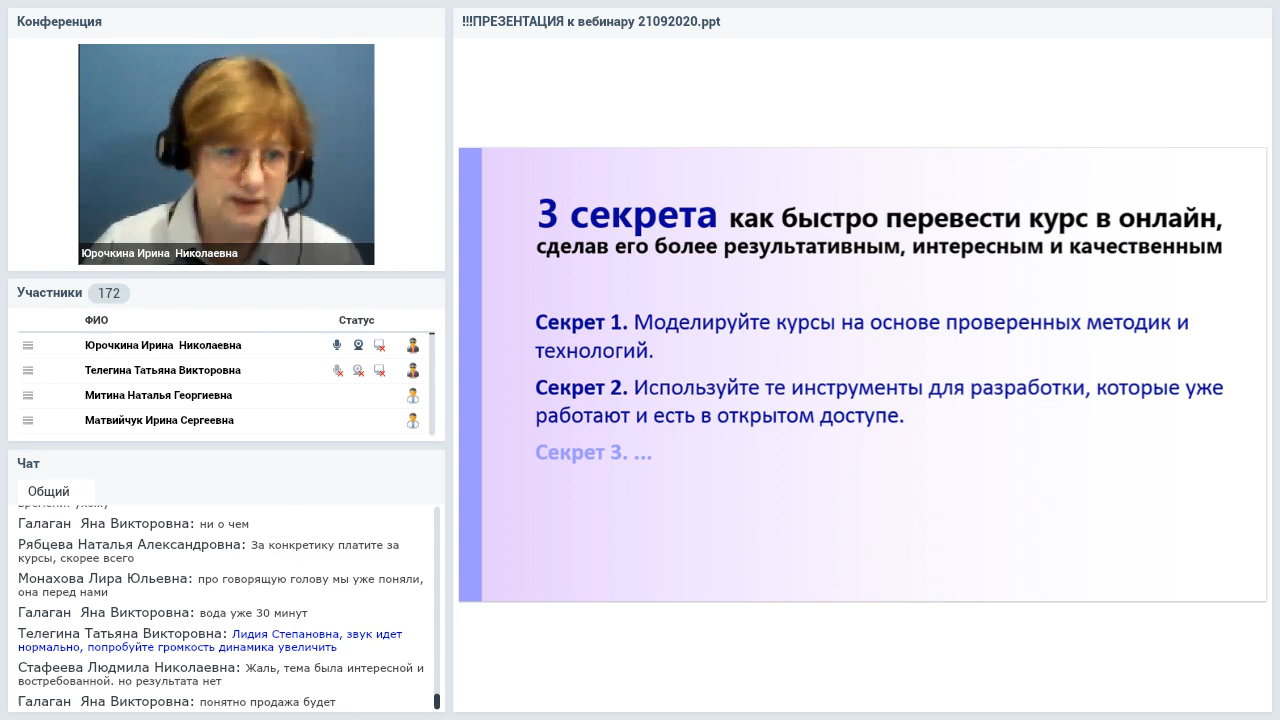 Конференция
Юрочкина Ирина  Николаевна
Участники 172
ФИО Статус
Юрочкина Ирина  Николаевна
Телегина Татьяна Викторовна
Митина Наталья Георгиевна
Матвийчук Ирина Сергеевна
Чат
Общий
Галаган  Яна Викторовна: ни о чем
Рябцева Наталья Александровна: За конкретику платите за
курсы, скорее всего
Монахова Лира Юльевна: про говорящую голову мы уже поняли,
она перед нами
Галаган  Яна Викторовна: вода уже 30 минут
Телегина Татьяна Викторовна: Лидия Степановна, звук идет
нормально, попробуйте громкость динамика увеличить
Стафеева Людмила Николаевна: Жаль, тема была интересной и
востребованной. но результата нет
Галаган  Яна Викторовна: понятно продажа будет
!!!ПРЕЗЕНТАЦИЯ к вебинару 21092020.ppt
3 секрета как быстро перевести курс в онлайн,
сделав его более результативным, интересным и качественным
Секрет 1. Моделируйте курсы на основе проверенных методик и
технологий.
Секрет 2. Используйте те инструменты для разработки, которые уже
работают и есть в открытом доступе.
Секрет 3. ...